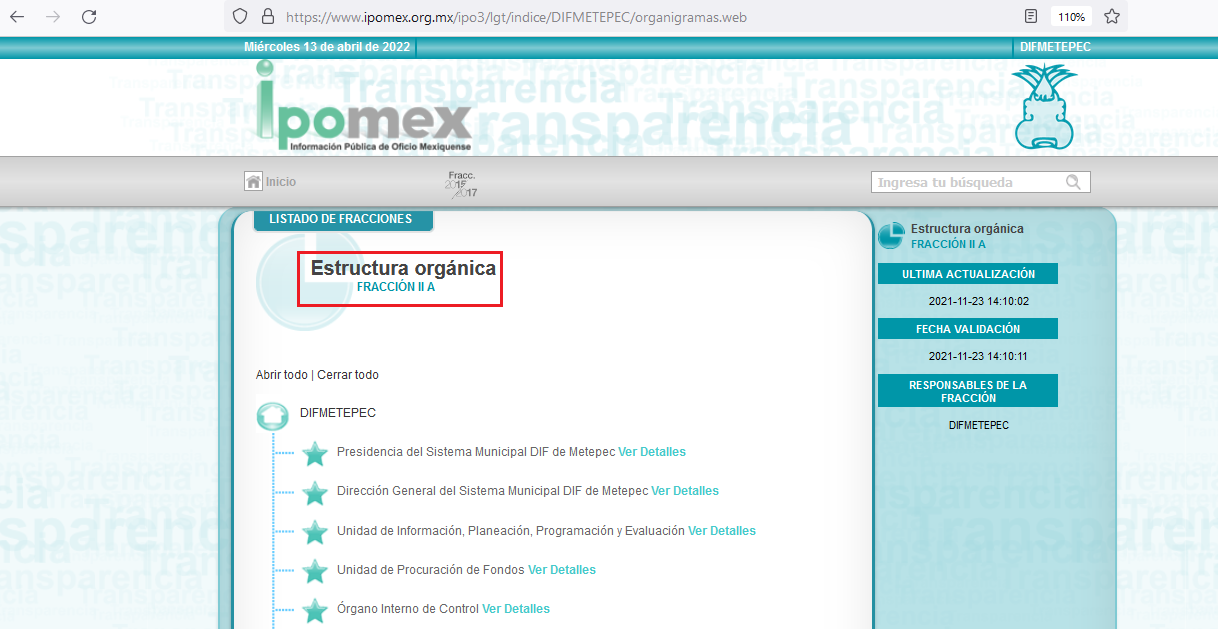 https://www.ipomex.org.mx/ipo3/lgt/indice/DIFMETEPEC/organigramas.web
110%
Miércoles 13 de abril de 2022
DIFMETEPEC
ipomex
Información Pública de Oficio Mexiquense
Transparencia
Inicio
Fracc.
2015
2017
Ingresa tu búsqueda
LISTADO DE FRACCIONES
Estructura orgánica
FRACCIÓN II A
Abrir todo | Cerrar todo
DIFMETEPEC
Presidencia del Sistema Municipal DIF de Metepec Ver Detalles
Dirección General del Sistema Municipal DIF de Metepec Ver Detalles
Unidad de Información, Planeación, Programación y Evaluación Ver Detalles
Unidad de Procuración de Fondos Ver Detalles
Órgano Interno de Control Ver Detalles
Estructura orgánica
FRACCIÓN II A
ULTIMA ACTUALIZACIÓN
2021-11-23 14:10:02
FECHA VALIDACIÓN
2021-11-23 14:10:11
RESPONSABLES DE LA
FRACCIÓN
DIFMETEPEC